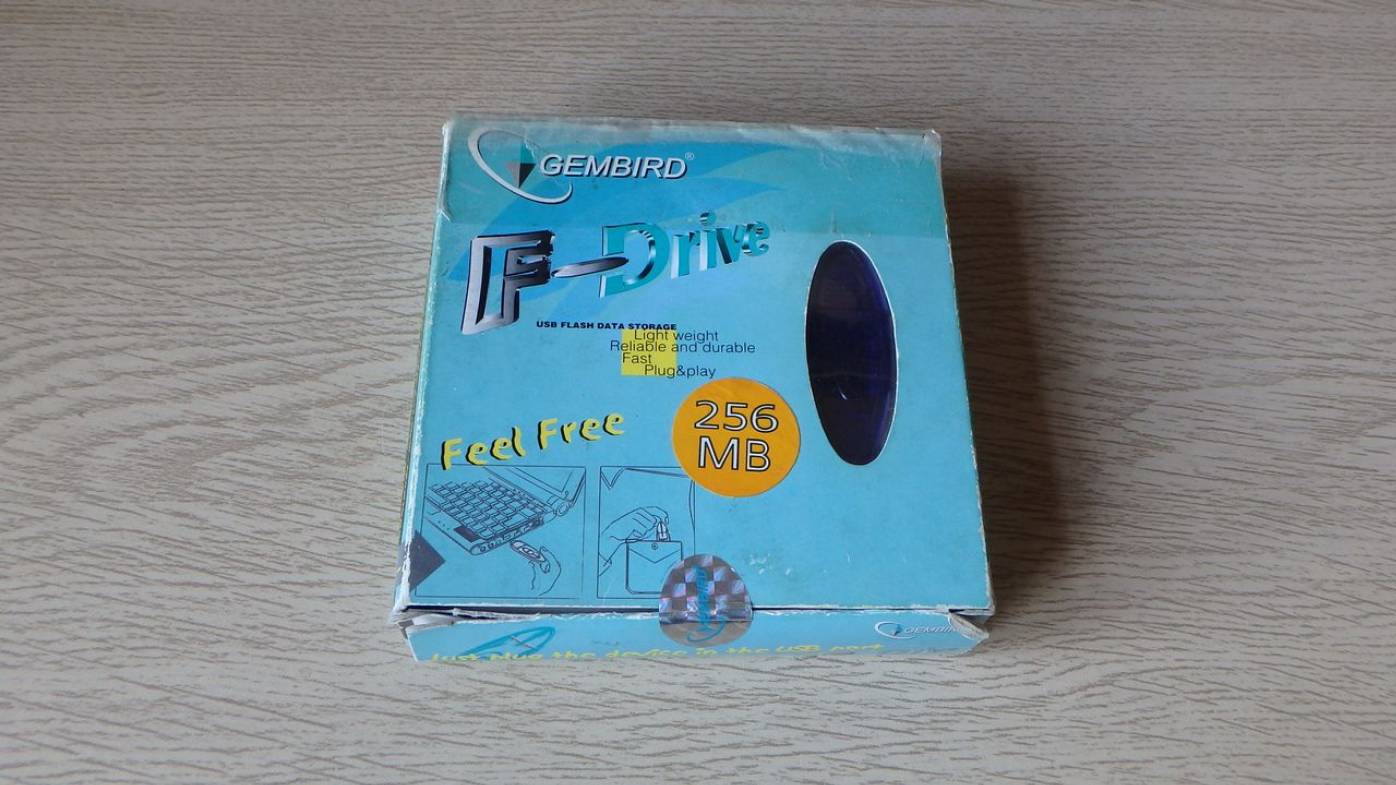 GEMBIRD®
F-Drive
USB FLASH DATA STORAGE
Light weight
Reliable and durable
Fast
Plug&play
256
MB
Feel Free
GEMBIRD
Just plug the device in the USB port